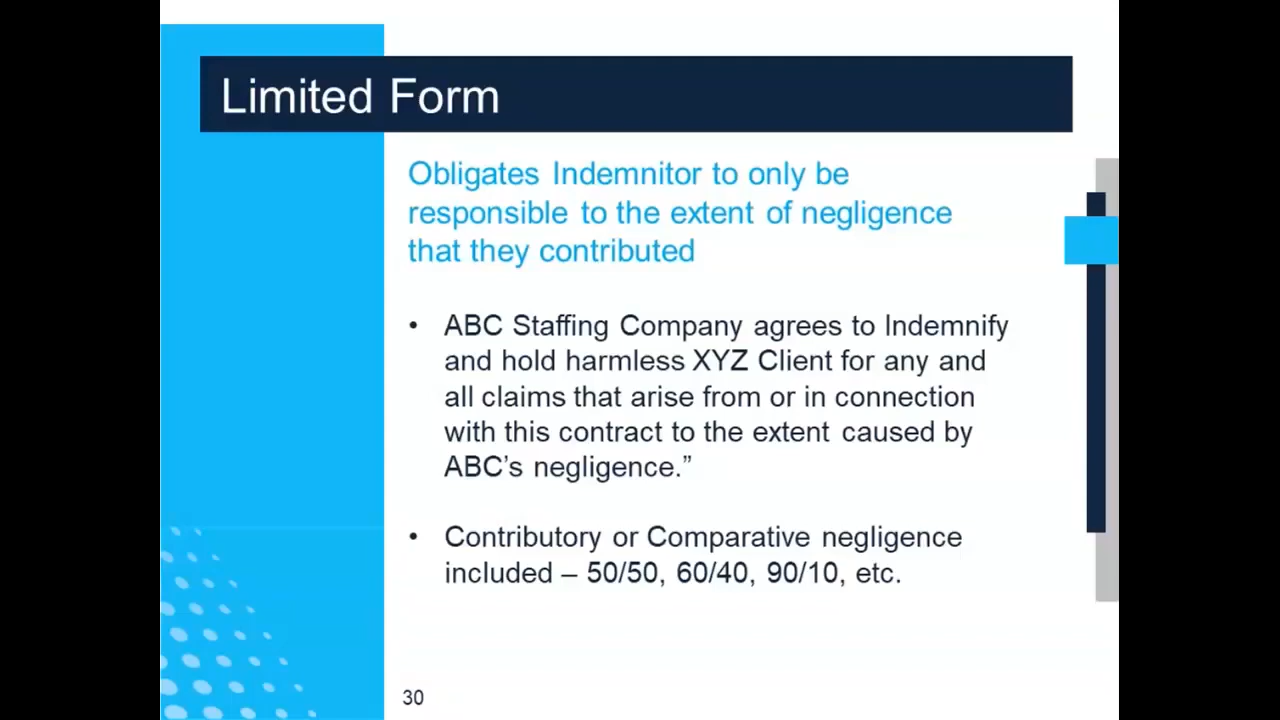 Limited Form
Obligates Indemnitor to only be
responsible to the extent of negligence
that they contributed
• ABC Staffing Company agrees to Indemnify
and hold harmless XYZ Client for any and
all claims that arise from or in connection
with this contract to the extent caused by
ABC's negligence.”
• Contributory or Comparative negligence
included – 50/50, 60/40, 90/10, etc.
30